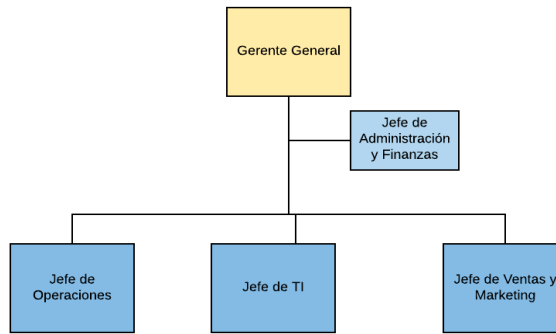 Gerente General
Jefe de
Administración
y Finanzas
Jefe de
Operaciones
Jefe de TI
Jefe de Ventas y
Marketing